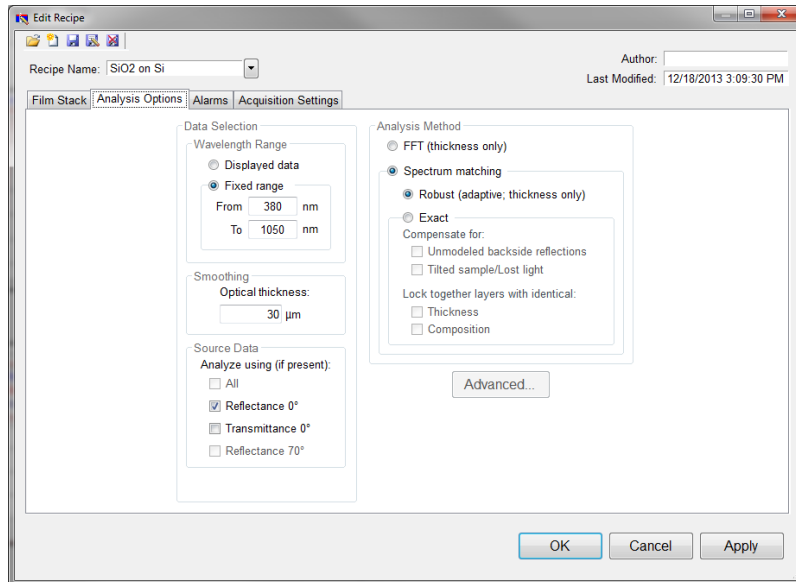 Edit Recipe
Author:
Recipe Name: SiO2 on Si
Last Modified: 12/18/2013 3:09:30 PM
Film Stack Analysis Options Alarms Acquisition Settings
Data Selection
Wavelength Range
Displayed data
Fixed range
From 380 nm
To 1050 nm
Smoothing
Optical thickness:
30 µm
Source Data
Analyze using (if present):
All
Reflectance 0°
Transmittance 0°
Reflectance 70°
Analysis Method
FFT (thickness only)
Spectrum matching
Robust (adaptive; thickness only)
Exact
Compensate for:
Unmodeled backside reflections
Tilted sample/Lost light
Lock together layers with identical:
Thickness
Composition
Advanced...
OK Cancel Apply